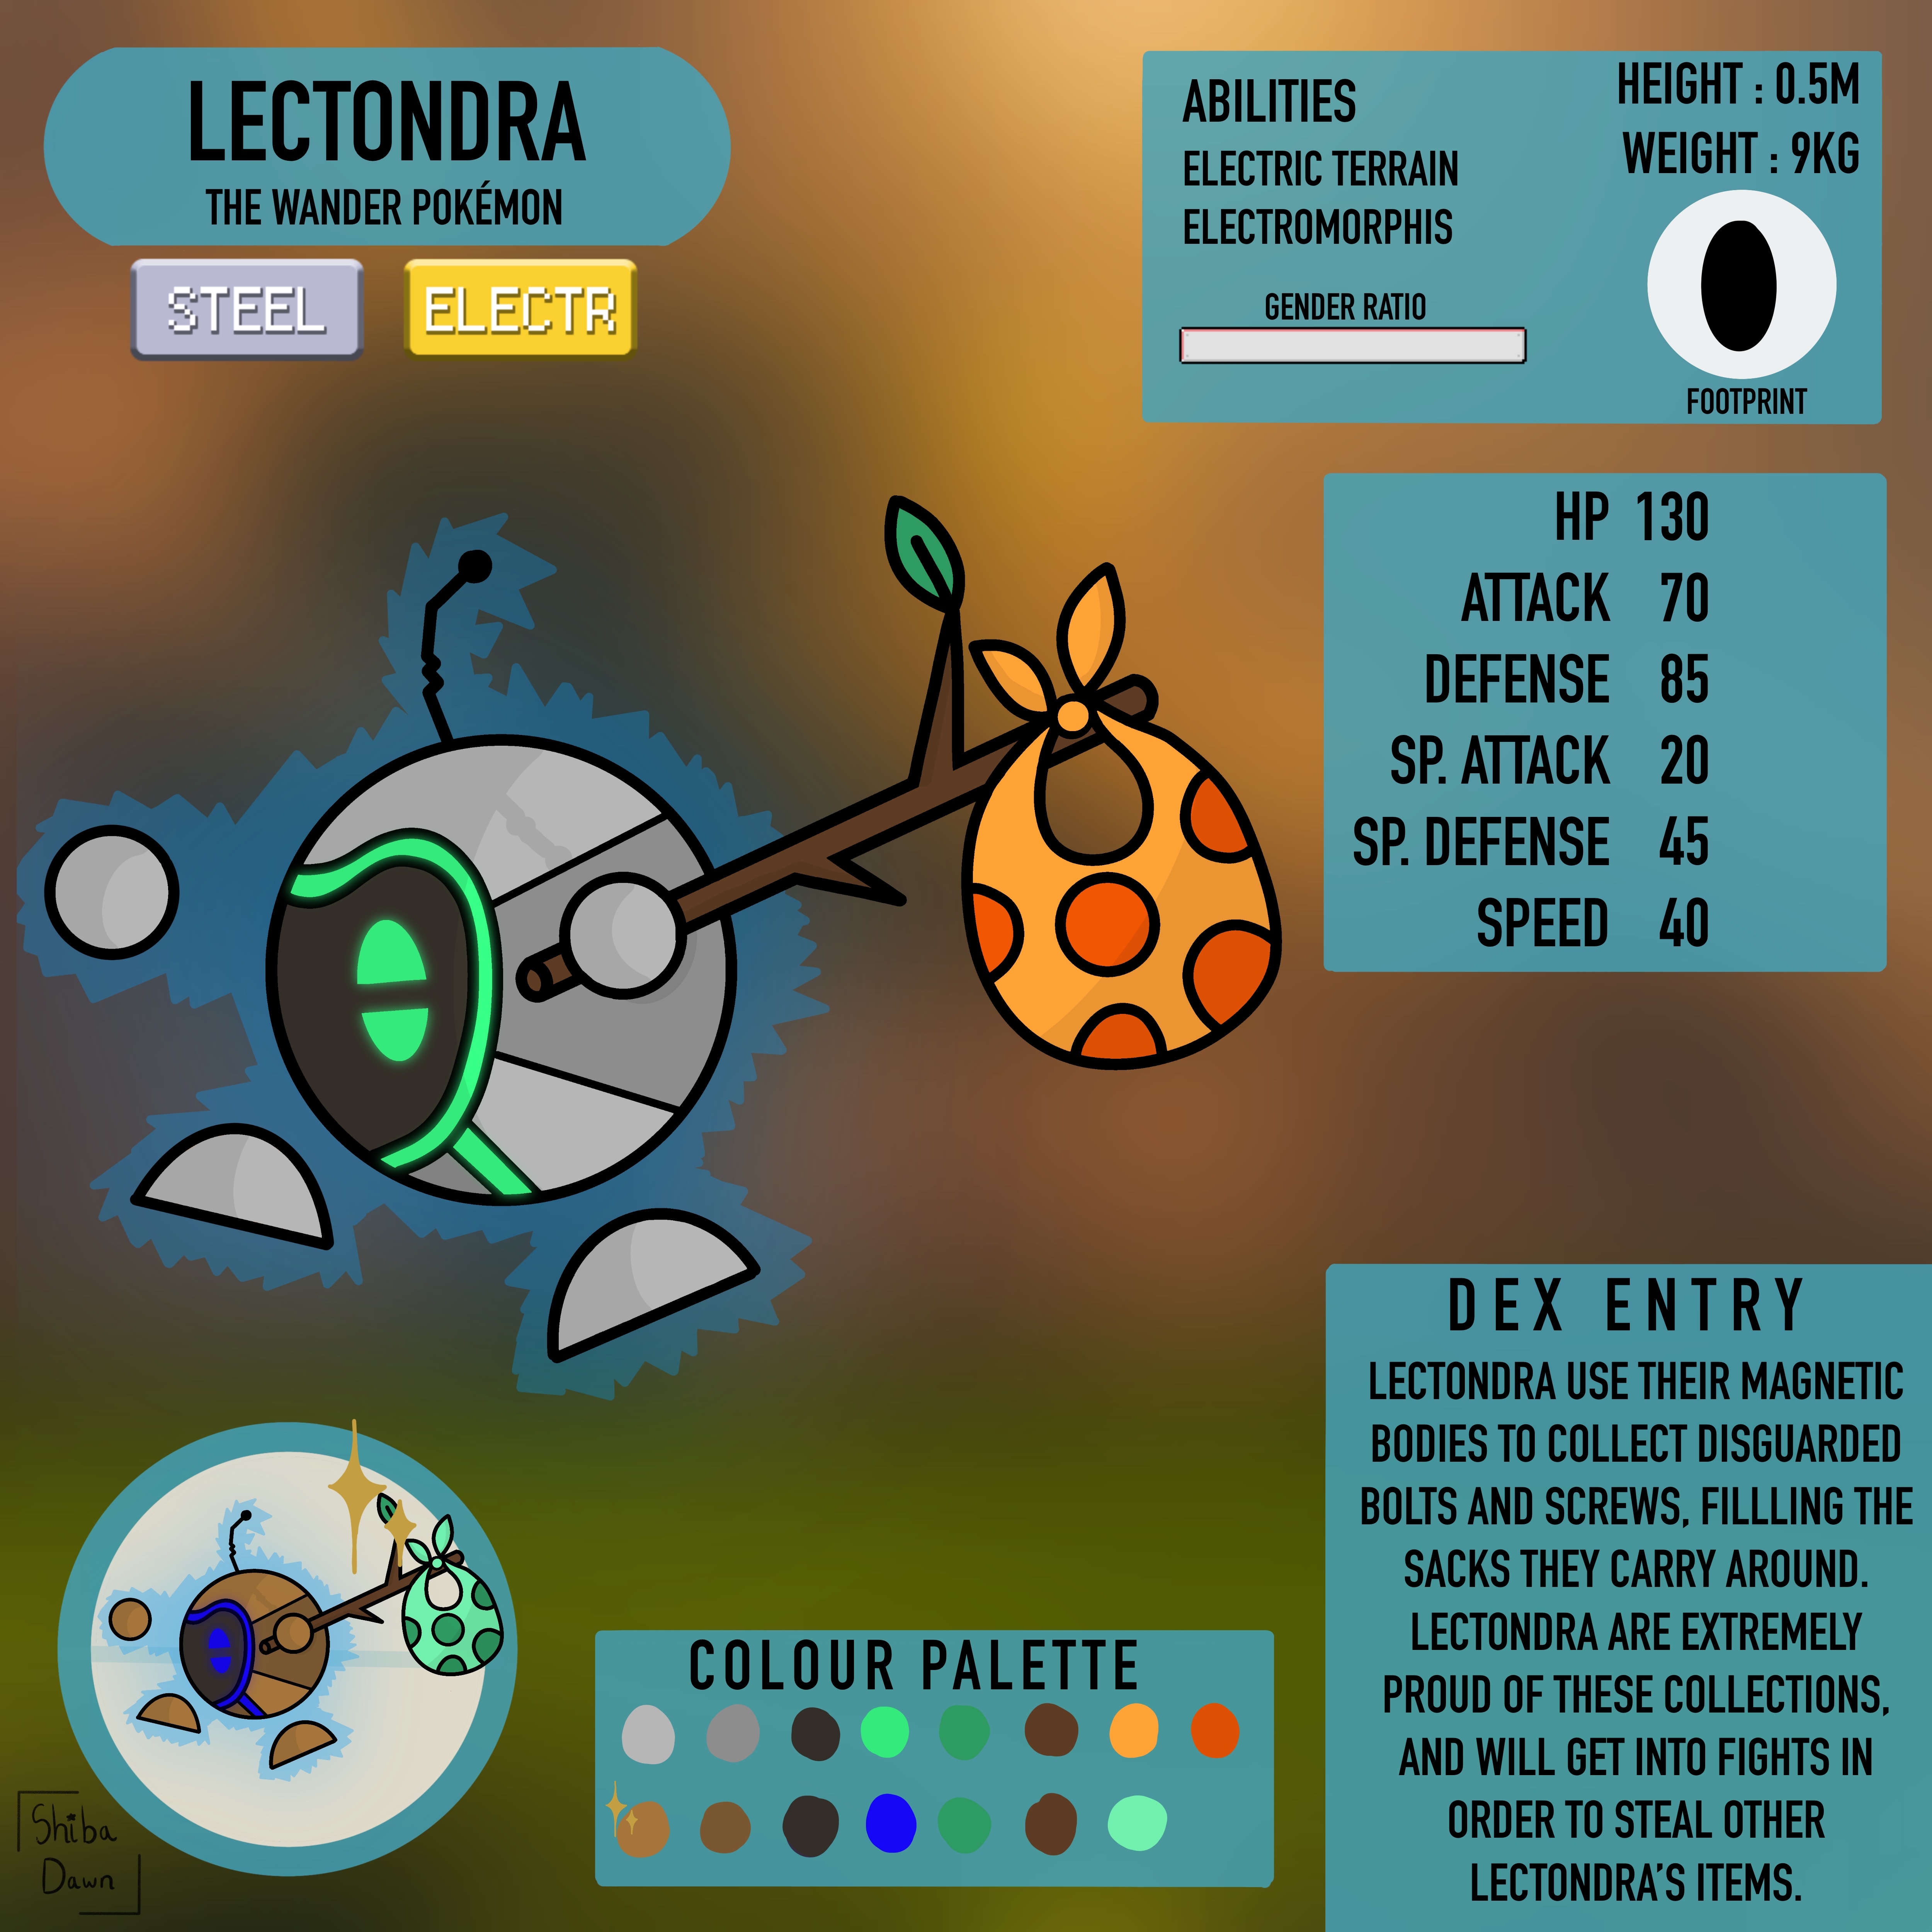 LECTONDRA
THE WANDER POKÉMON
STEEL
ELECTR
ABILITIES
ELECTRIC TERRAIN
ELECTROMORPHIS
GENDER RATIO
HEIGHT : 0.5M
WEIGHT : 9KG
FOOTPRINT
HP 130
ATTACK 70
DEFENSE 85
SP. ATTACK 20
SP. DEFENSE 45
SPEED 40
DEX ENTRY
LECTONDRA USE THEIR MAGNETIC
BODIES TO COLLECT DISGUARDED
BOLTS AND SCREWS, FILLLING THE
SACKS THEY CARRY AROUND.
LECTONDRA ARE EXTREMELY
PROUD OF THESE COLLECTIONS,
AND WILL GET INTO FIGHTS IN
ORDER TO STEAL OTHER
LECTONDRA'S ITEMS.
COLOUR PALETTE
Shiba
Dawn